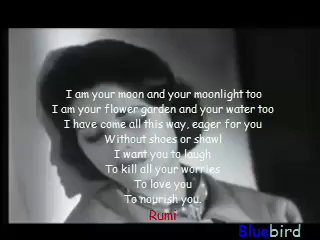 I am your moon and your moonlight too
I am your flower garden and your water too
I have come all this way, eager for you
Without shoes or shawl
I want you to laugh
To kill all your worries
To love you
To nourish you.
Rumi
Bluebird